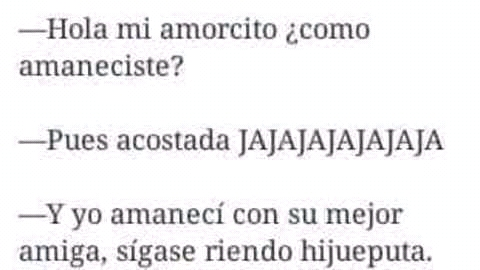 —Hola mi amorcito ¿como
amaneciste?
—Pues acostada JAJAJAJAJAJAJA
—Y yo amanecí con su mejor
amiga, sígase riendo hijueputa.